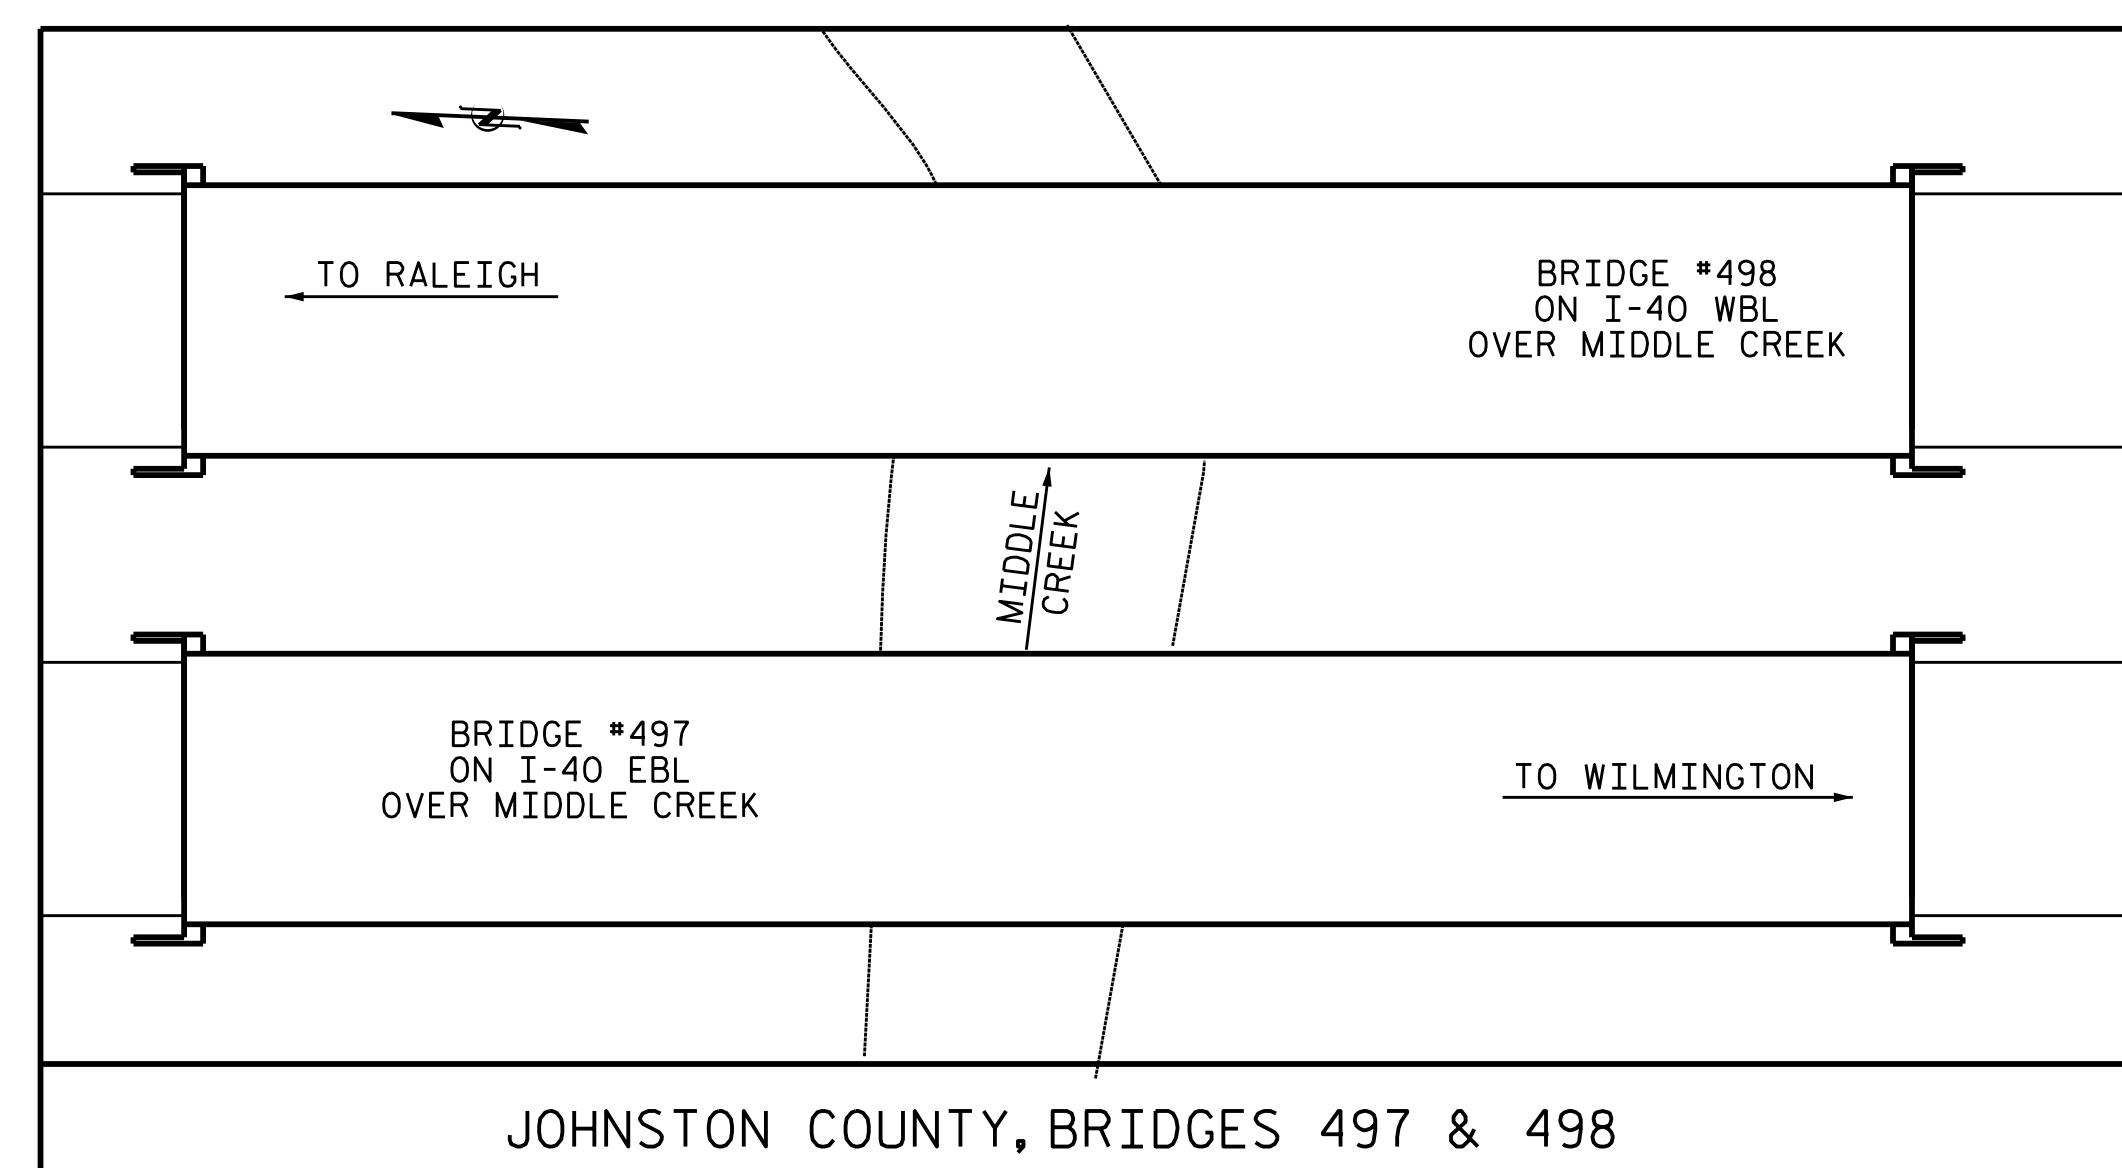 N
TO RALEIGH
BRIDGE #498
ON I-40 WBL
OVER MIDDLE CREEK
MIDDLE
CREEK
BRIDGE #497
ON I-40 EBL
OVER MIDDLE CREEK
TO WILMINGTON
JOHNSTON COUNTY, BRIDGES 497 & 498